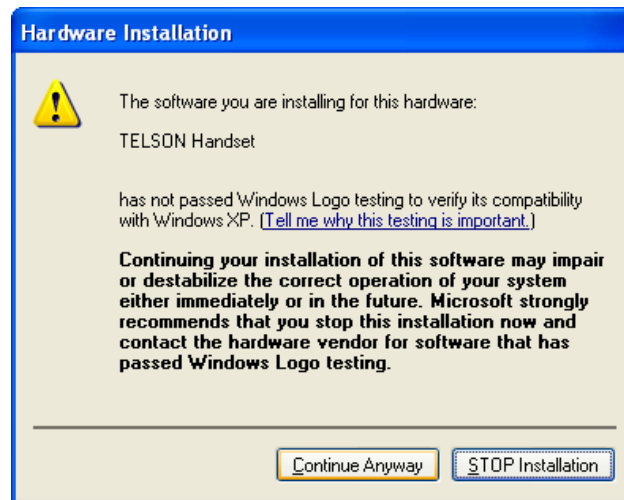 Hardware Installation
The software you are installing for this hardware:
TELSON Handset
has not passed Windows Logo testing to verify its compatibility
with Windows XP. (Tell me why this testing is important.)
Continuing your installation of this software may impair
or destabilize the correct operation of your system
either immediately or in the future. Microsoft strongly
recommends that you stop this installation now and
contact the hardware vendor for software that has
passed Windows Logo testing.
Continue Anyway
STOP Installation